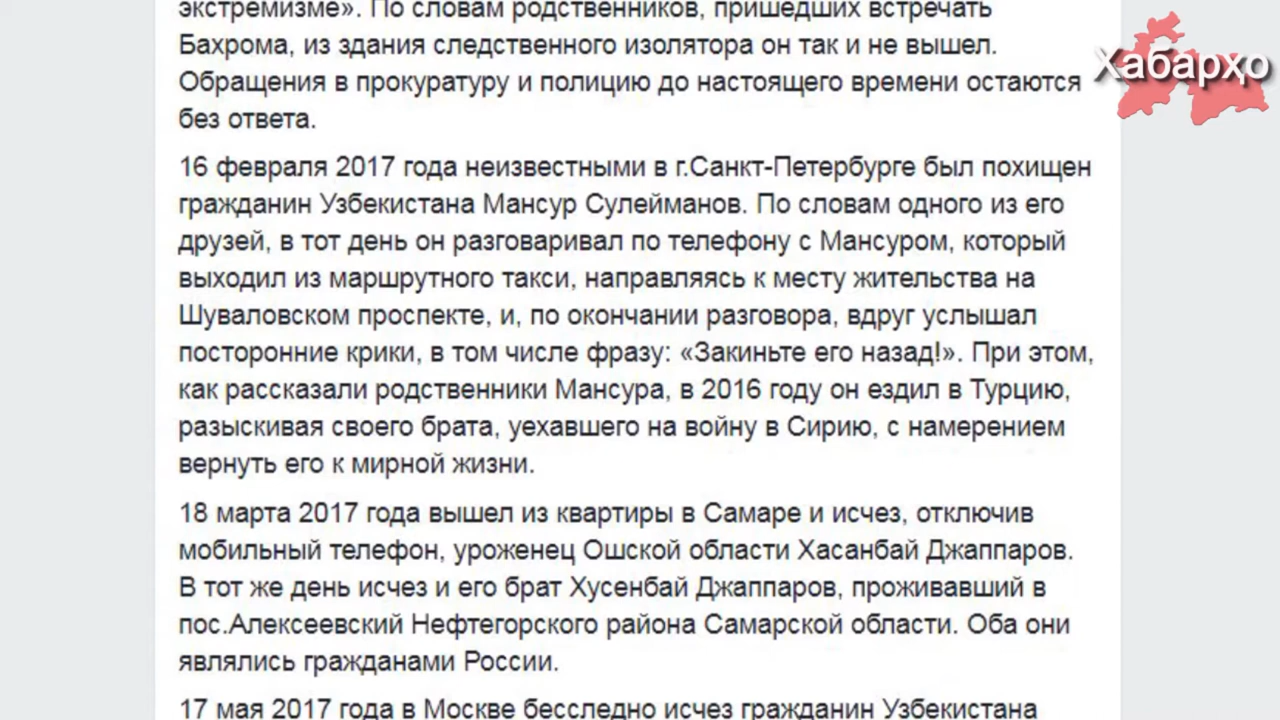 экстремизме». По словам родственников, пришедших встречать
Бахрома, из здания следственного изолятора он так и не вышел.
Обращения в прокуратуру и полицию до настоящего времени остаются
без ответа.
16 февраля 2017 года неизвестными в г.Санкт-Петербурге был похищен
гражданин Узбекистана Мансур Сулейманов. По словам одного из его
друзей, в тот день он разговаривал по телефону с Мансуром, который
выходил из маршрутного такси, направляясь к месту жительства на
Шуваловском проспекте, и, по окончании разговора, вдруг услышал
посторонние крики, в том числе фразу: «Закиньте его назад!». При этом,
как рассказали родственники Мансура, в 2016 году он ездил в Турцию,
разыскивая своего брата, уехавшего на войну в Сирию, с намерением
вернуть его к мирной жизни.
18 марта 2017 года вышел из квартиры в Самаре и исчез, отключив
мобильный телефон, уроженец Ошской области Хасанбай Джаппаров.
В тот же день исчез и его брат Хусенбай Джаппаров, проживавший в
пос.Алексеевский Нефтегорского района Самарской области. Оба они
являлись гражданами России.
17 мая 2017 года в Москве бесследно исчез гражданин Узбекистана
Хабарҳо